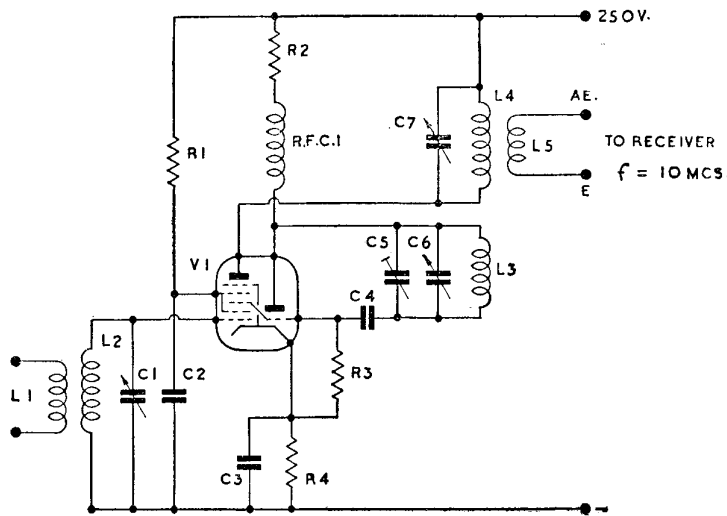 250V.
R2
L4
AE.
C7
R.F.C.1
R1
L5
TO RECEIVER
f = 10 MCS
E
C5
C6
V1
L3
C4
L2
L1
C1
C2
R3
C3
R4
–